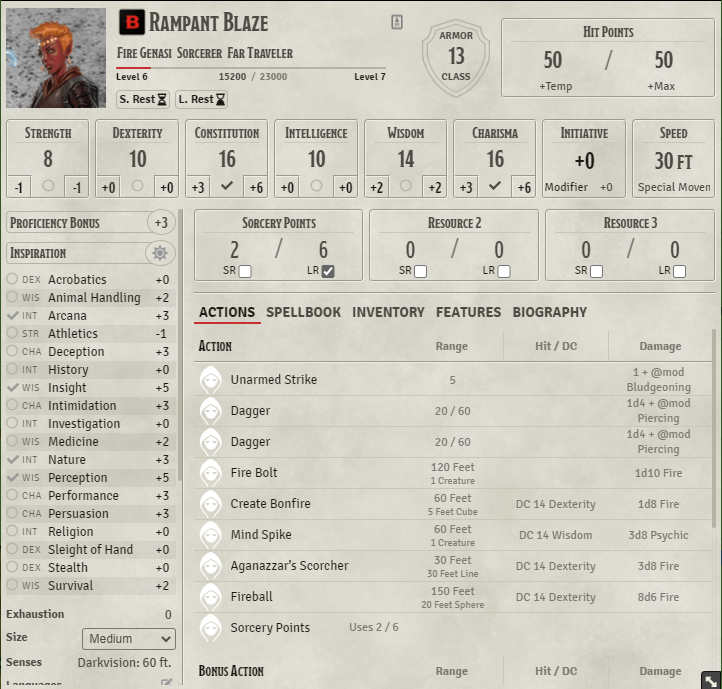 B RAMPANT BLAZE
FIRE GENASI SORCERER FAR TRAVELER
Level 6 15200 / 23000 Level 7
S. Rest L. Rest
ARMOR
13
CLASS
HIT POINTS
50 / 50
+Temp +Max
STRENGTH
8
-1 -1
DEXTERITY
10
+0 +0
CONSTITUTION
16
+3 +6
INTELLIGENCE
10
+0 +0
WISDOM
14
+2 +2
CHARISMA
16
+3 +6
INITIATIVE
+0
Modifier +0
SPEED
30 FT
Special Movem
PROFICIENCY BONUS +3
INSPIRATION
DEX Acrobatics +0
WIS Animal Handling +2
INT Arcana +3
STR Athletics -1
CHA Deception +3
INT History +0
WIS Insight +5
CHA Intimidation +3
INT Investigation +0
WIS Medicine +2
INT Nature +3
WIS Perception +5
CHA Performance +3
CHA Persuasion +3
INT Religion +0
DEX Sleight of Hand +0
DEX Stealth +0
WIS Survival +2
Exhaustion 0
Size Medium
Senses Darkvision: 60 ft.
Languages
SORCERY POINTS
2 / 6
SR LR
RESOURCE 2
0 / 0
SR LR
RESOURCE 3
0 / 0
SR LR
ACTIONS SPELLBOOK INVENTORY FEATURES BIOGRAPHY
ACTION Range Hit / DC Damage
Unarmed Strike 5 1 + @mod
Bludgeoning
Dagger 20 / 60 1d4 + @mod
Piercing
Dagger 20 / 60 1d4 + @mod
Piercing
Fire Bolt 120 Feet 1d10 Fire
1 Creature
Create Bonfire 60 Feet DC 14 Dexterity 1d8 Fire
5 Feet Cube
Mind Spike 60 Feet DC 14 Wisdom 3d8 Psychic
1 Creature
Aganazzar's Scorcher 30 Feet DC 14 Dexterity 3d8 Fire
30 Feet Line
Fireball 150 Feet DC 14 Dexterity 8d6 Fire
20 Feet Sphere
Sorcery Points Uses 2 / 6
BONUS ACTION Range Hit / DC Damage